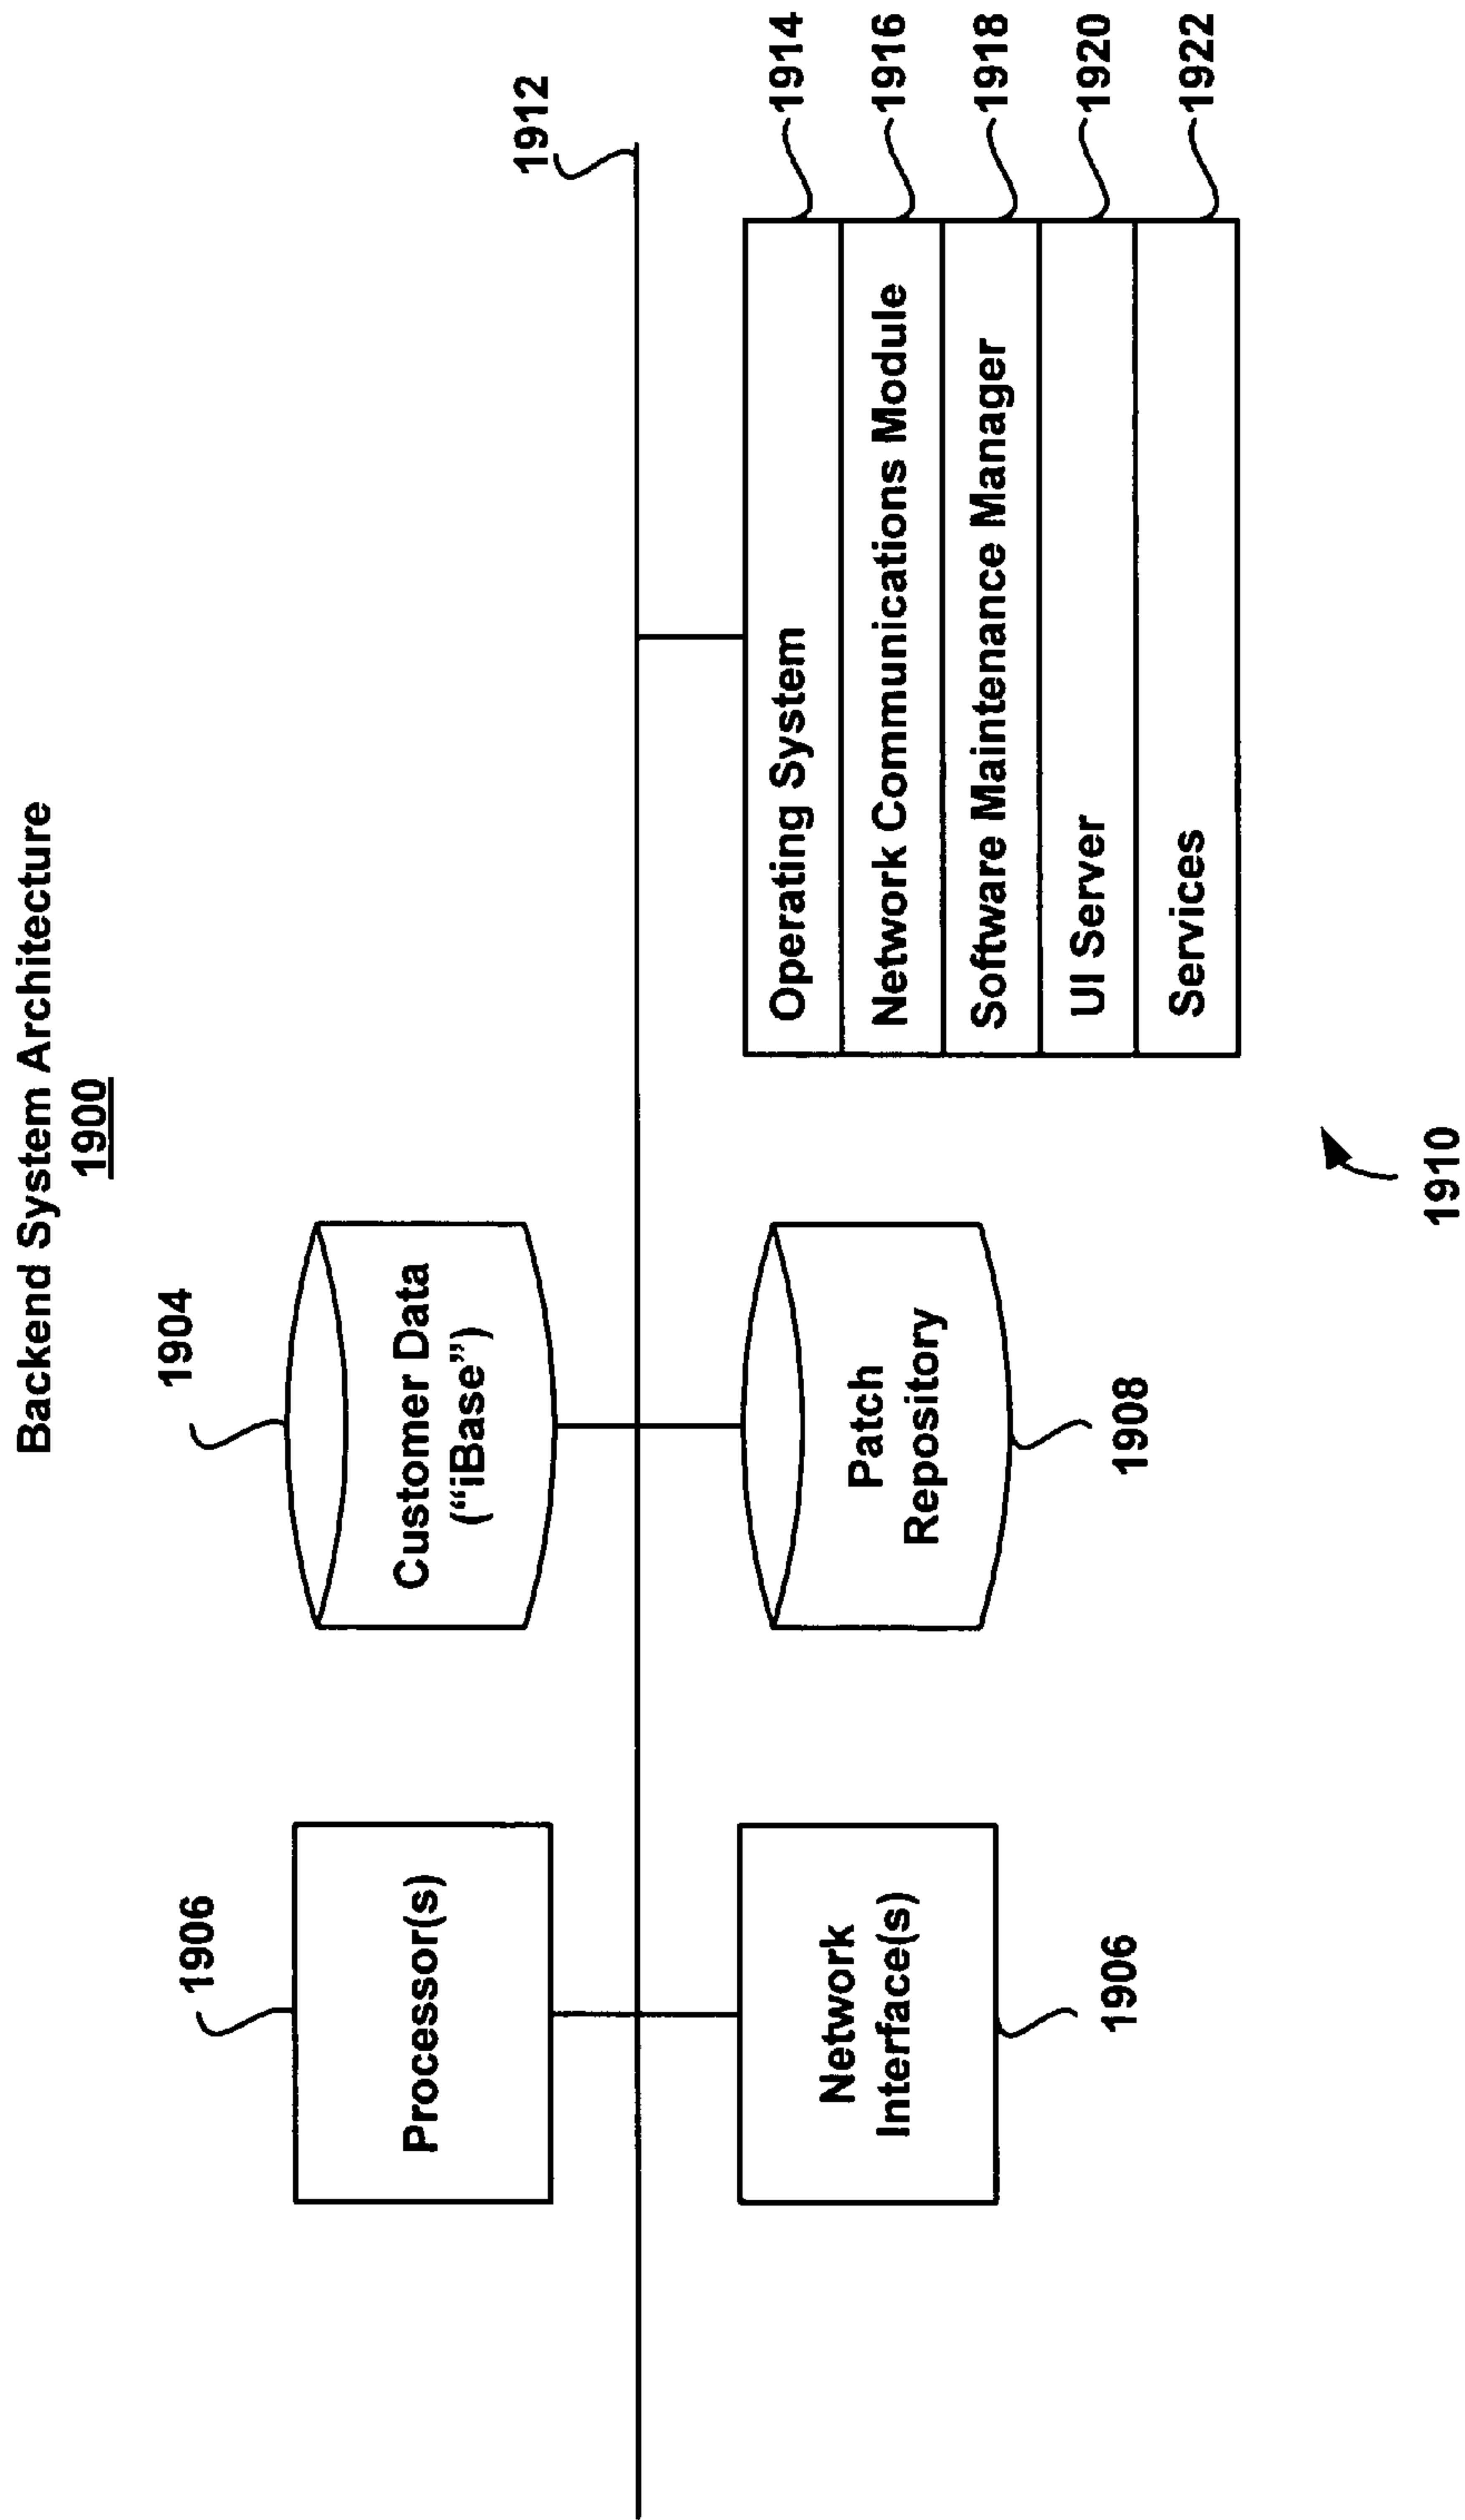 Backend System Architecture
1900
1906
Processor(s)
1904
Customer Data
(“iBase”)
1912
Network
Interface(s)
1906
Patch
Repository
1908
Operating System
1914
Network Communications Module
1916
Software Maintenance Manager
1918
UI Server
1920
Services
1922
1910